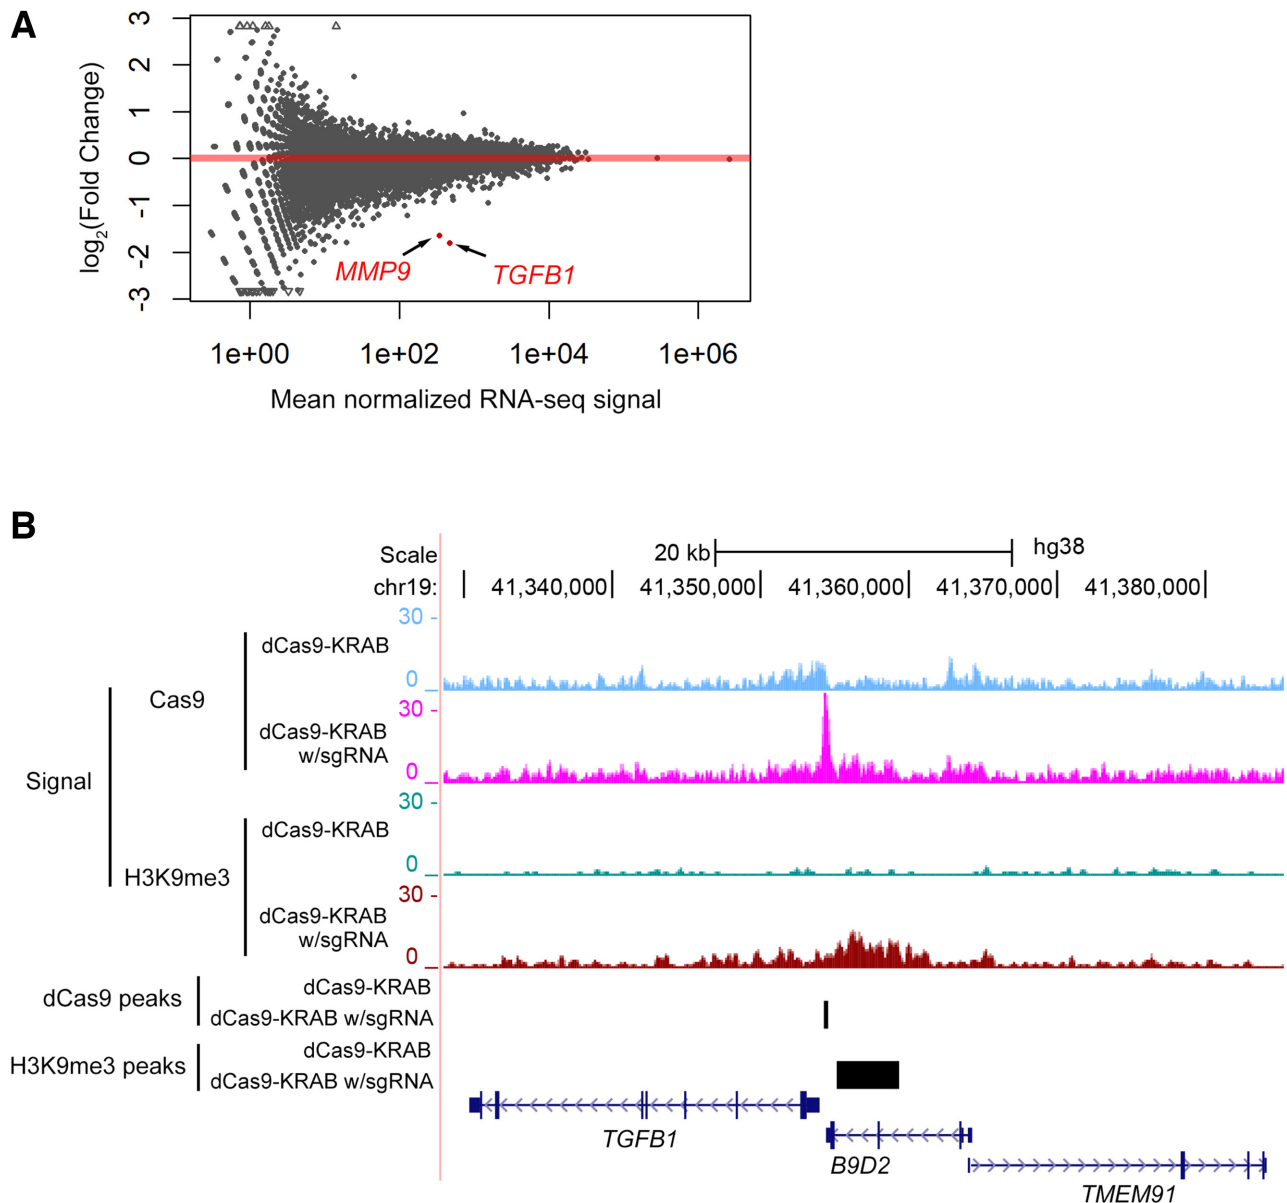 A
3
2
1
0
-1
-2
-3
log2(Fold Change)
MMP9
TGFB1
1e+00 1e+02 1e+04 1e+06
Mean normalized RNA-seq signal
B
Scale 20 kb hg38
chr19: 41,340,000 41,350,000 41,360,000 41,370,000 41,380,000
30 -
dCas9-KRAB
0 _
Cas9
30 -
dCas9-KRAB
w/sgRNA
0 _
Signal
30 -
dCas9-KRAB
0 _
H3K9me3
30 -
dCas9-KRAB
w/sgRNA
0 _
dCas9 peaks
dCas9-KRAB
dCas9-KRAB w/sgRNA
H3K9me3 peaks
dCas9-KRAB
dCas9-KRAB w/sgRNA
TGFB1
B9D2
TMEM91